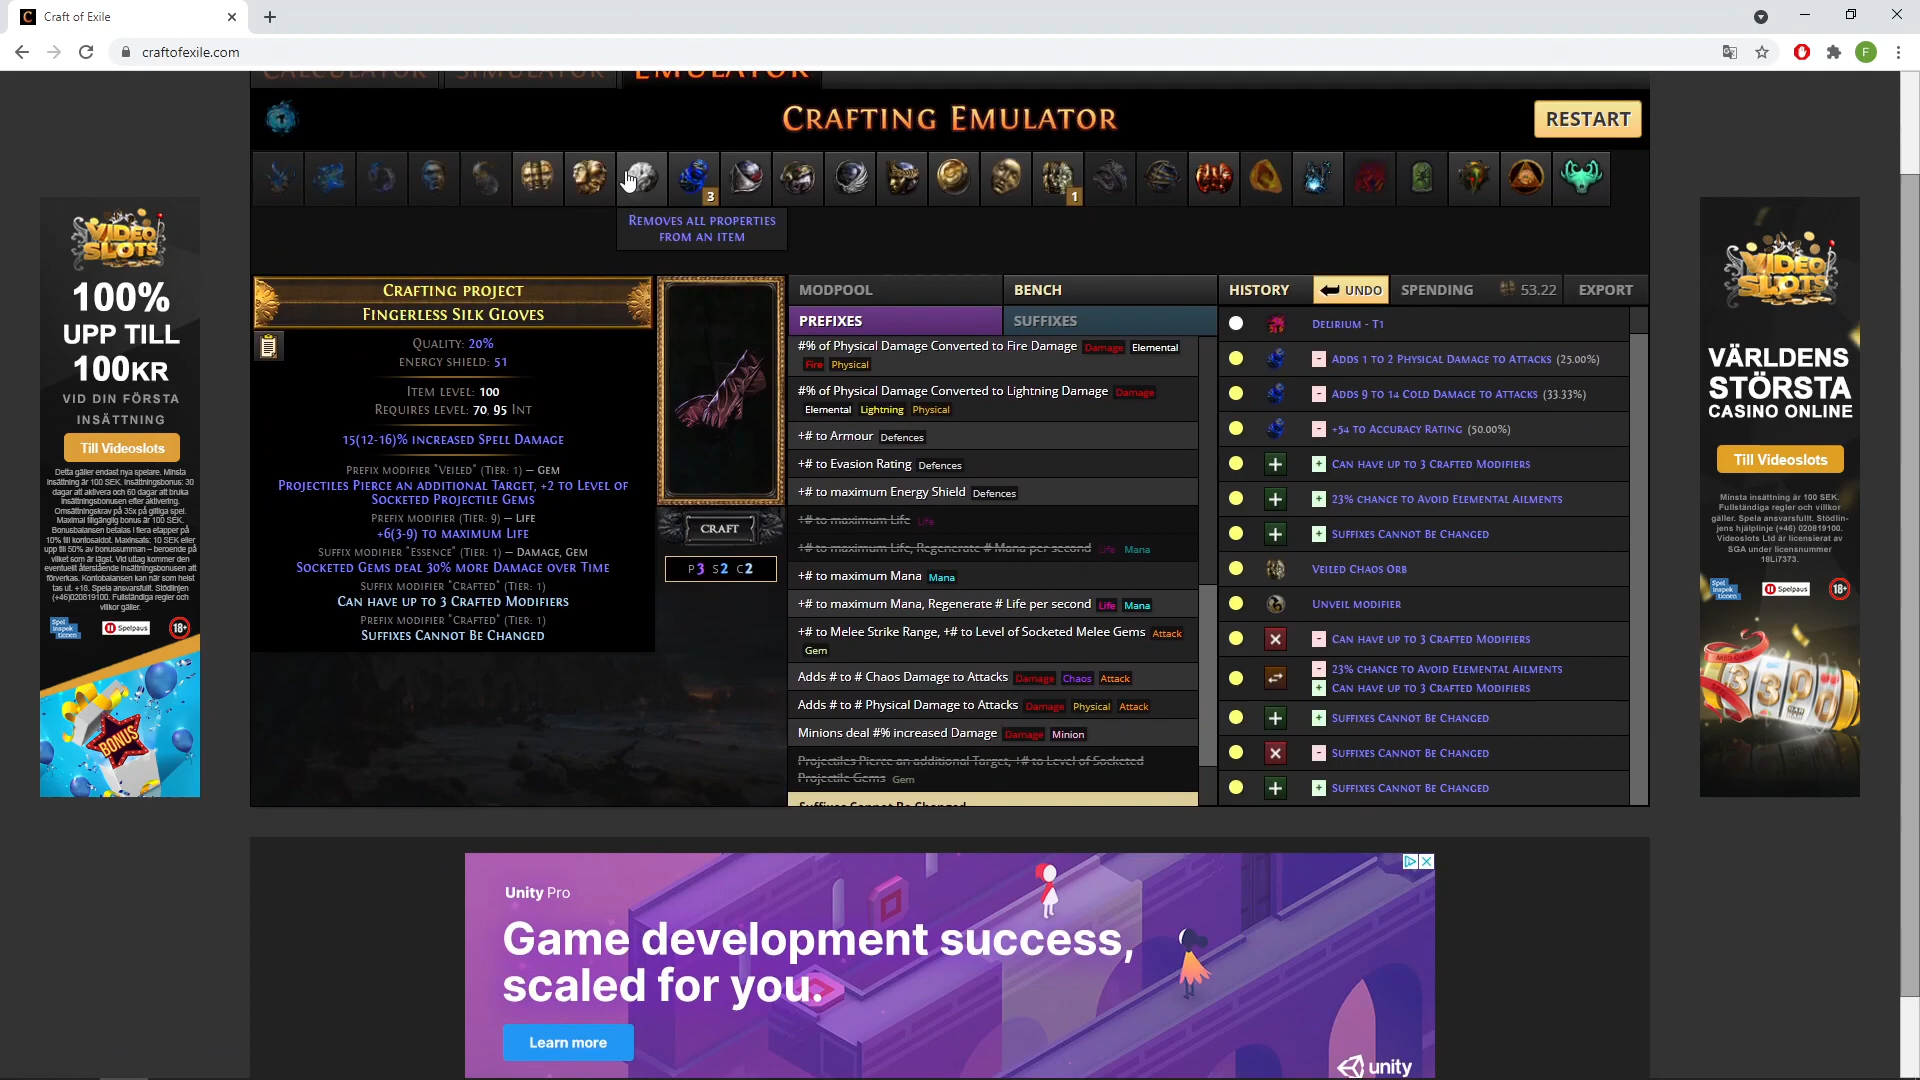 Craft of Exile
craftofexile.com
F
CALCULATOR
SIMULATOR
EMULATOR
Crafting Emulator
RESTART
3
1
Removes all properties
from an item
Crafting project
Fingerless Silk Gloves
Quality: 20%
Energy Shield: 51
Item Level: 100
Requires level: 70, 95 Int
15(12-16)% increased Spell Damage
Prefix modifier "Veiled" (Tier: 1) — Gem
Projectiles Pierce an additional Target, +2 to Level of
Socketed Projectile Gems
Prefix modifier (Tier: 9) — Life
+6(3-9) to maximum Life
Suffix modifier "Essence" (Tier: 1) — Damage, Gem
Socketed Gems deal 30% more Damage over Time
Suffix modifier "Crafted" (Tier: 1)
Can have up to 3 Crafted Modifiers
Suffix modifier "Crafted" (Tier: 1)
Suffixes Cannot Be Changed
CRAFT
P3 S2 C2
MODPOOL
BENCH
PREFIXES
SUFFIXES
#% of Physical Damage Converted to Fire Damage Damage Elemental
Fire Physical
#% of Physical Damage Converted to Lightning Damage Damage
Elemental Lightning Physical
+# to Armour Defences
+# to Evasion Rating Defences
+# to maximum Energy Shield Defences
+# to maximum Life Life
+# to maximum Life, Regenerate # Mana per second Life Mana
+# to maximum Mana Mana
+# to maximum Mana, Regenerate # Life per second Life Mana
+# to Melee Strike Range, +# to Level of Socketed Melee Gems Attack
Gem
Adds # to # Chaos Damage to Attacks Damage Chaos Attack
Adds # to # Physical Damage to Attacks Damage Physical Attack
Minions deal #% increased Damage Damage Minion
Projectiles Pierce an additional Target, +# to Level of Socketed
Projectile Gems Gem
Suffixes Cannot Be Changed
HISTORY
UNDO
SPENDING
53.22
EXPORT
Delirium - T1
- Adds 1 to 2 Physical Damage to Attacks (25.00%)
- Adds 9 to 14 Cold Damage to Attacks (33.33%)
- +54 to Accuracy Rating (50.00%)
+ Can have up to 3 Crafted Modifiers
+ 23% chance to Avoid Elemental Ailments
+ Suffixes Cannot Be Changed
Veiled Chaos Orb
Unveil modifier
- Can have up to 3 Crafted Modifiers
- 23% chance to Avoid Elemental Ailments
+ Can have up to 3 Crafted Modifiers
+ Suffixes Cannot Be Changed
- Suffixes Cannot Be Changed
+ Suffixes Cannot Be Changed
VIDEO
SLOTS
100%
UPP TILL
100KR
VID DIN FÖRSTA
INSÄTTNING
Till Videoslots
BONUS
VIDEO
SLOTS
VÄRLDENS
STÖRSTA
CASINO ONLINE
Till Videoslots
Spelpaus
18+
Unity Pro
Game development success,
scaled for you.
Learn more
unity